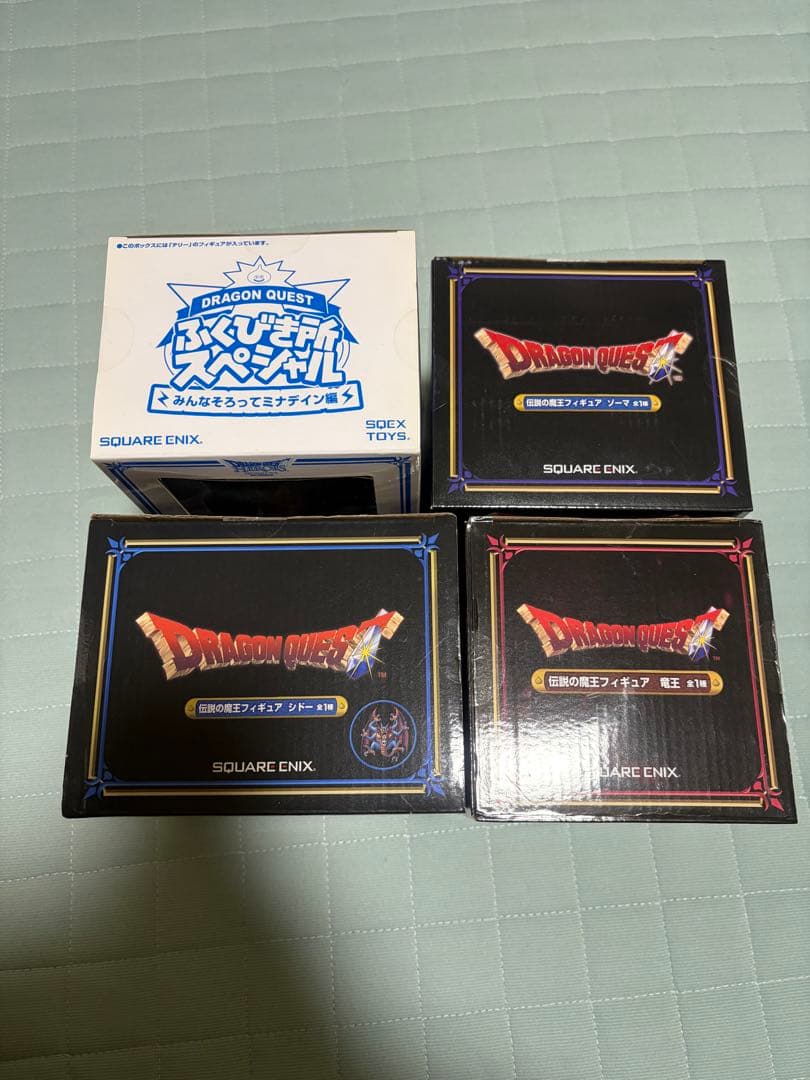 ●このボックスには「アリーナ」のフィギュアが入っています。
DRAGON QUEST
ふくびき所
スペシャル
みんなそろってミナデイン編
SQUARE ENIX.
SQEX
TOYS.
DRAGON QUEST
TM
伝説の魔王フィギュア ゾーマ 全1種
SQUARE ENIX.
DRAGON QUEST
TM
伝説の魔王フィギュア シドー 全1種
SQUARE ENIX.
DRAGON QUEST
TM
伝説の魔王フィギュア 竜王 全1種
UARE ENIX.